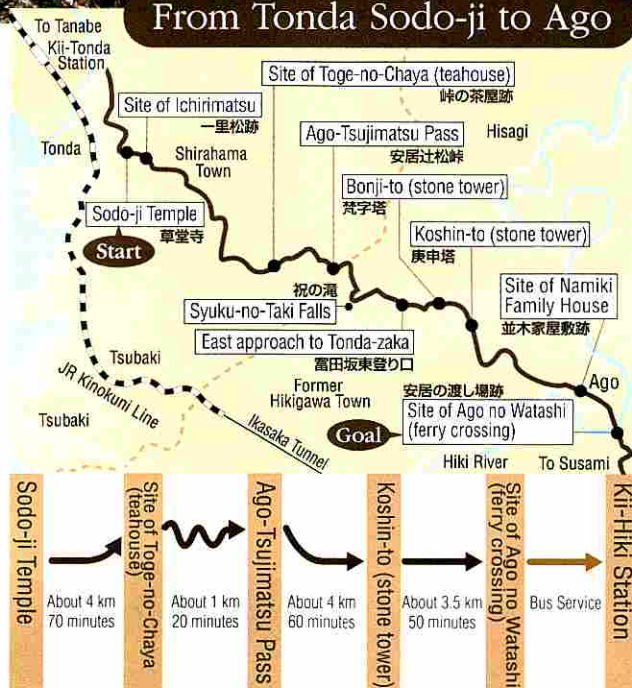 From Tonda Sodo-ji to Ago
To Tanabe
Kii-Tonda
Station
Site of Toge-no-Chaya (teahouse)
峠の茶屋跡
Site of Ichirimatsu
一里松跡
Ago-Tsujimatsu Pass
安居辻松峠
Hisagi
Tonda
Shirahama
Town
Bonji-to (stone tower)
梵字塔
Sodo-ji Temple
草堂寺
Start
Koshin-to (stone tower)
庚申塔
Site of Namiki
Family House
並木家屋敷跡
祝の滝
Syuku-no-Taki Falls
East approach to Tonda-zaka
富田坂東登り口
Tsubaki
JR Kinokuni Line
Former
Hikigawa Town
Ago
安居の渡し場跡
Site of Ago no Watashi
(ferry crossing)
Goal
Tsubaki
Ikasaka Tunnel
Hiki River
To Susami
Sodo-ji Temple
About 4 km
70 minutes
Site of Toge-no-Chaya
(teahouse)
About 1 km
20 minutes
Ago-Tsujimatsu Pass
About 4 km
60 minutes
Koshin-to (stone tower)
About 3.5 km
50 minutes
Site of Ago no Watashi
(ferry crossing)
Bus Service
Kii-Hiki Station